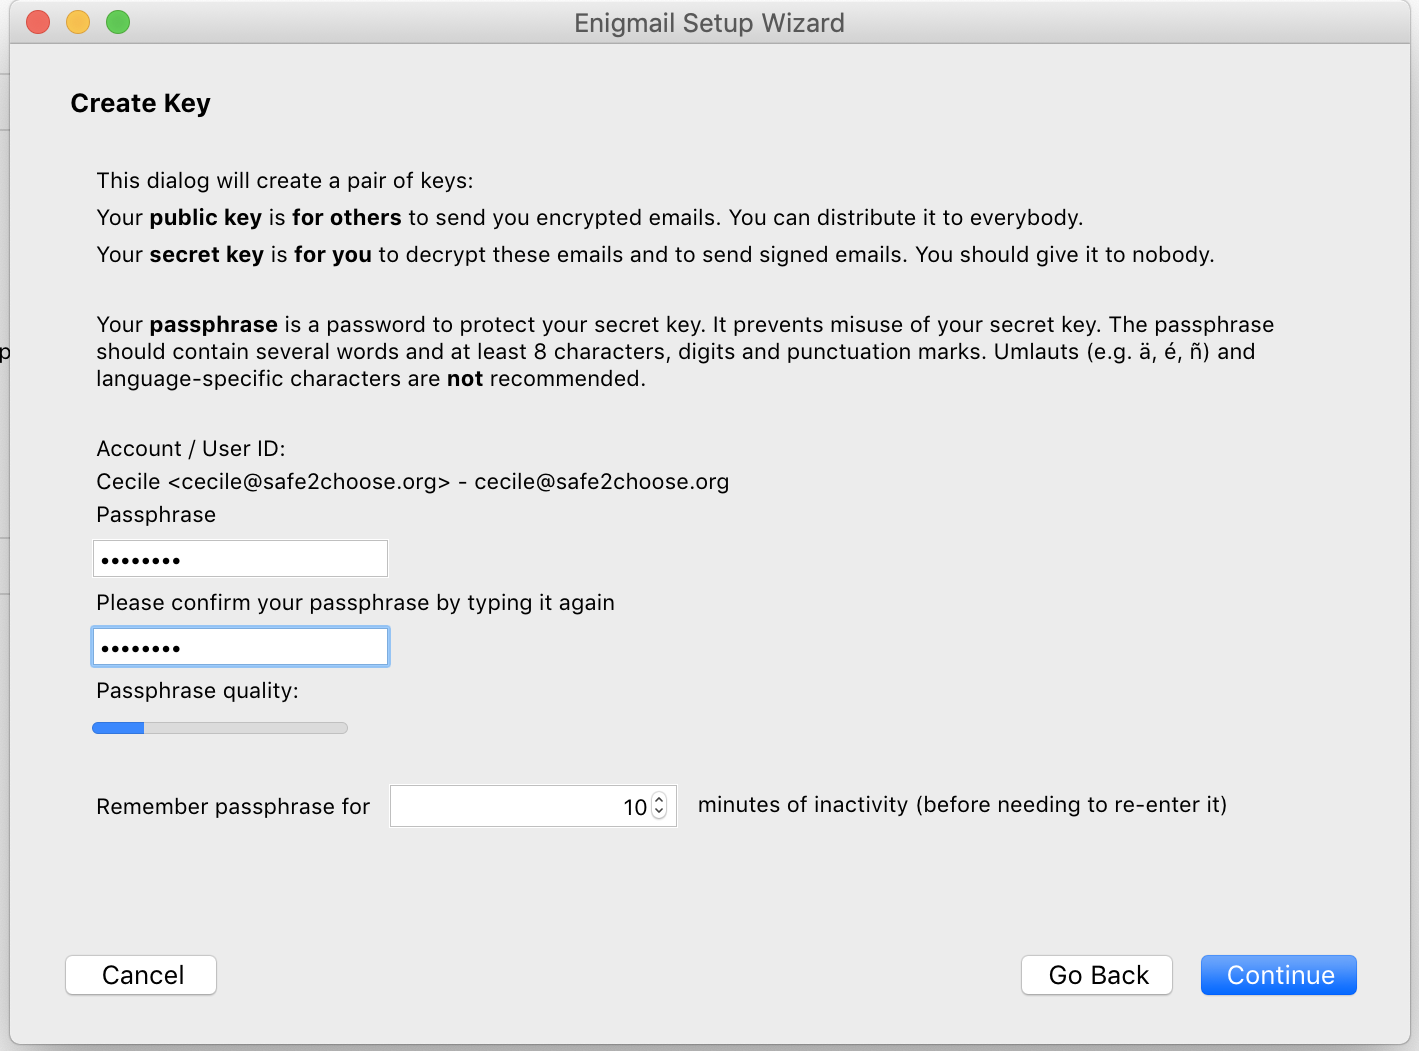 Enigmail Setup Wizard
Create Key
This dialog will create a pair of keys:
Your public key is for others to send you encrypted emails. You can distribute it to everybody.
Your secret key is for you to decrypt these emails and to send signed emails. You should give it to nobody.
Your passphrase is a password to protect your secret key. It prevents misuse of your secret key. The passphrase
should contain several words and at least 8 characters, digits and punctuation marks. Umlauts (e.g. ä, é, ñ) and
language-specific characters are not recommended.
Account / User ID:
Cecile <cecile@safe2choose.org> - cecile@safe2choose.org
Passphrase
••••••••
Please confirm your passphrase by typing it again
••••••••
Passphrase quality:
Remember passphrase for 10 minutes of inactivity (before needing to re-enter it)
Cancel Go Back Continue